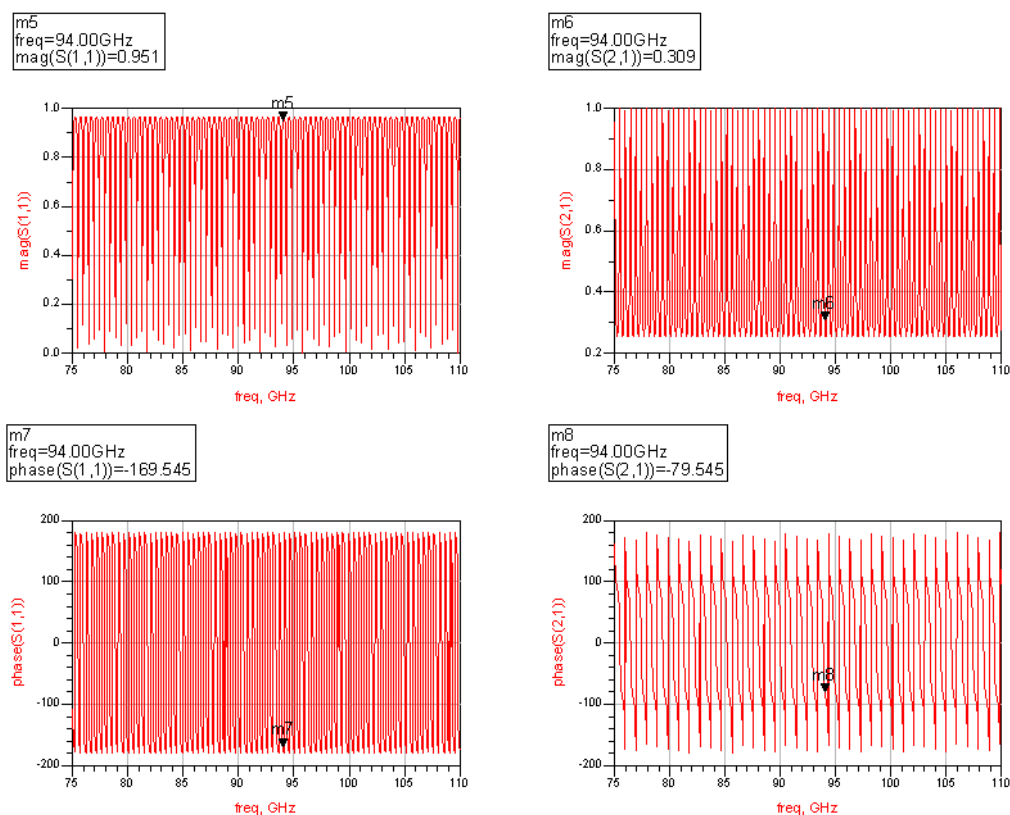 m5
freq=94.00GHz
mag(S(1,1))=0.951
m6
freq=94.00GHz
mag(S(2,1))=0.309
m5
1.0
0.8
0.6
0.4
0.2
0.0
mag(S(1,1))
75 80 85 90 95 100 105 110
freq, GHz
m6
1.0
0.8
0.6
0.4
0.2
mag(S(2,1))
75 80 85 90 95 100 105 110
freq, GHz
m7
freq=94.00GHz
phase(S(1,1))=-169.545
m8
freq=94.00GHz
phase(S(2,1))=-79.545
200
100
0
-100
-200
phase(S(1,1))
m7
75 80 85 90 95 100 105 110
freq, GHz
200
100
0
-100
-200
phase(S(2,1))
m8
75 80 85 90 95 100 105 110
freq, GHz